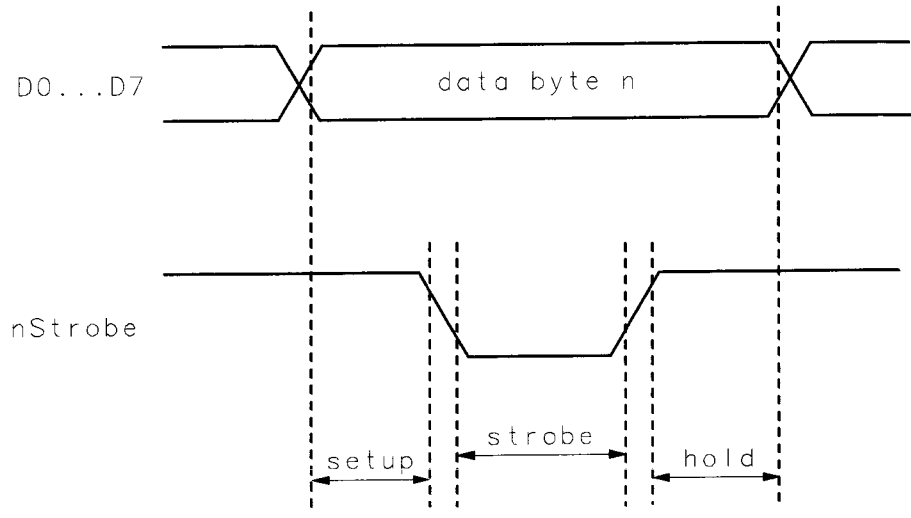 D0...D7
data byte n
nStrobe
strobe
setup
hold